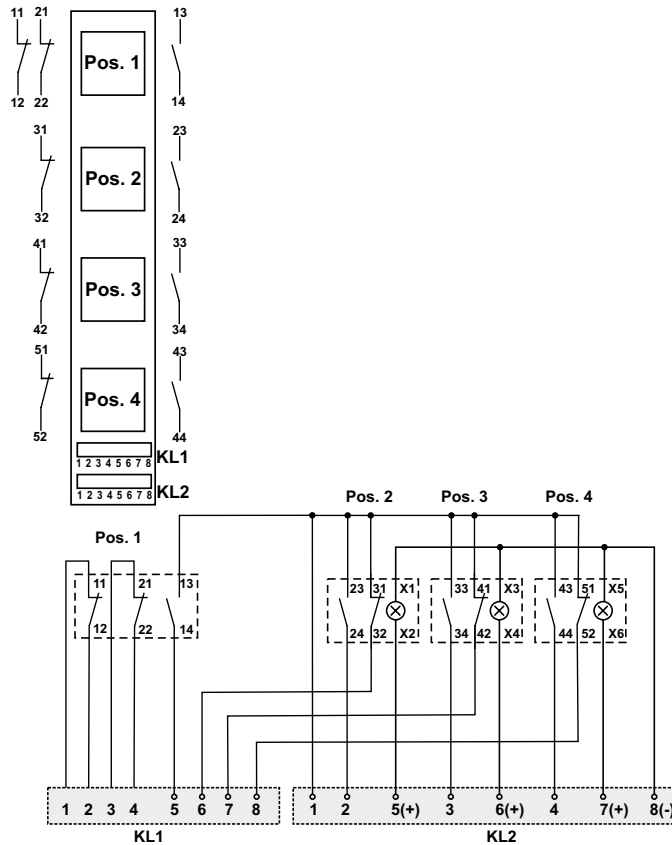 11 21 13
Pos. 1
12 22 14
31 23
Pos. 2
32 24
41 33
Pos. 3
42 34
51 43
Pos. 4
52 44
KL1
1 2 3 4 5 6 7 8
KL2
1 2 3 4 5 6 7 8
Pos. 2 Pos. 3 Pos. 4
Pos. 1
11 21 13 23 31 X1 33 41 X3 43 51 X5
12 22 14 24 32 X2 34 42 X4 44 52 X6
1 2 3 4 5 6 7 8 1 2 5(+) 3 6(+) 4 7(+) 8(-)
KL1 KL2